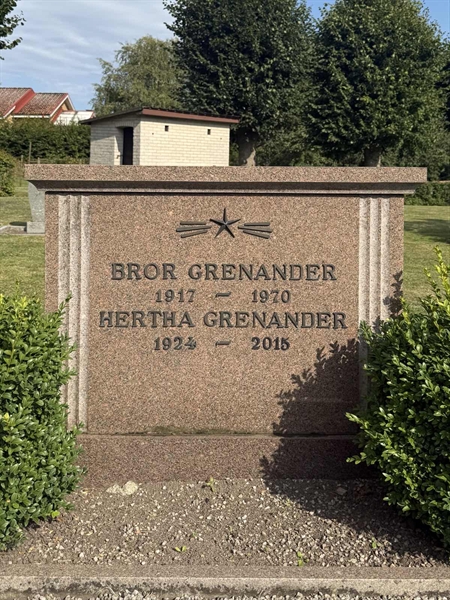 BROR GRENANDER
1917 – 1970
HERTHA GRENANDER
1924 – 2015